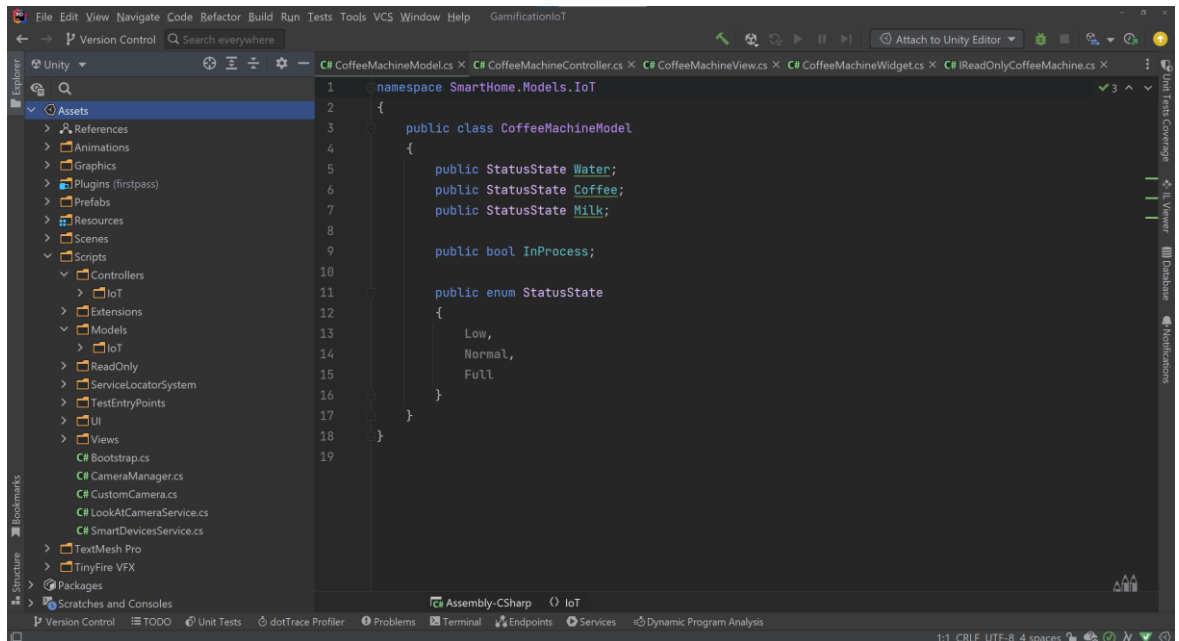 File Edit View Navigate Code Refactor Build Run Tests Tools VCS Window Help GamificationIoT
Version Control Search everywhere Attach to Unity Editor
Explorer
Unity
C# CoffeeMachineModel.cs C# CoffeeMachineController.cs C# CoffeeMachineView.cs C# CoffeeMachineWidget.cs C# IReadOnlyCoffeeMachine.cs
Assets
References
Animations
Graphics
Plugins (firstpass)
Prefabs
Resources
Scenes
Scripts
Controllers
IoT
Extensions
Models
IoT
ReadOnly
ServiceLocatorSystem
TestEntryPoints
UI
Views
C# Bootstrap.cs
C# CameraManager.cs
C# CustomCamera.cs
C# LookAtCameraService.cs
C# SmartDevicesService.cs
TextMesh Pro
TinyFire VFX
Packages
Scratches and Consoles
Bookmarks
Structure
1 namespace SmartHome.Models.IoT
2 {
3 public class CoffeeMachineModel
4 {
5 public StatusState Water;
6 public StatusState Coffee;
7 public StatusState Milk;
8
9 public bool InProcess;
10
11 public enum StatusState
12 {
13 Low,
14 Normal,
15 Full
16 }
17 }
18 }
19
3
Unit Tests Coverage
IL Viewer
Database
Notifications
C# Assembly-CSharp IoT
Version Control TODO Unit Tests dotTrace Profiler Problems Terminal Endpoints Services Dynamic Program Analysis
1:1 CRLF UTF-8 4 spaces